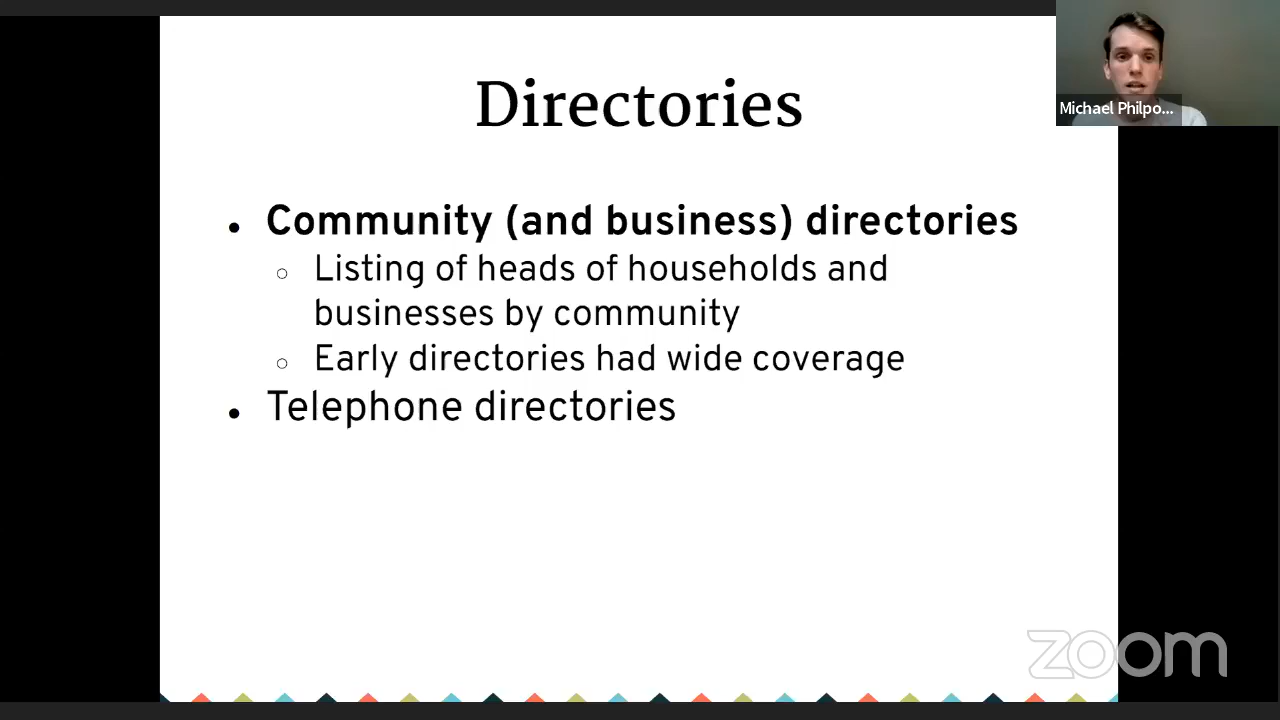 Directories
Michael Philpo...
• Community (and business) directories
○ Listing of heads of households and
businesses by community
○ Early directories had wide coverage
• Telephone directories
zoom